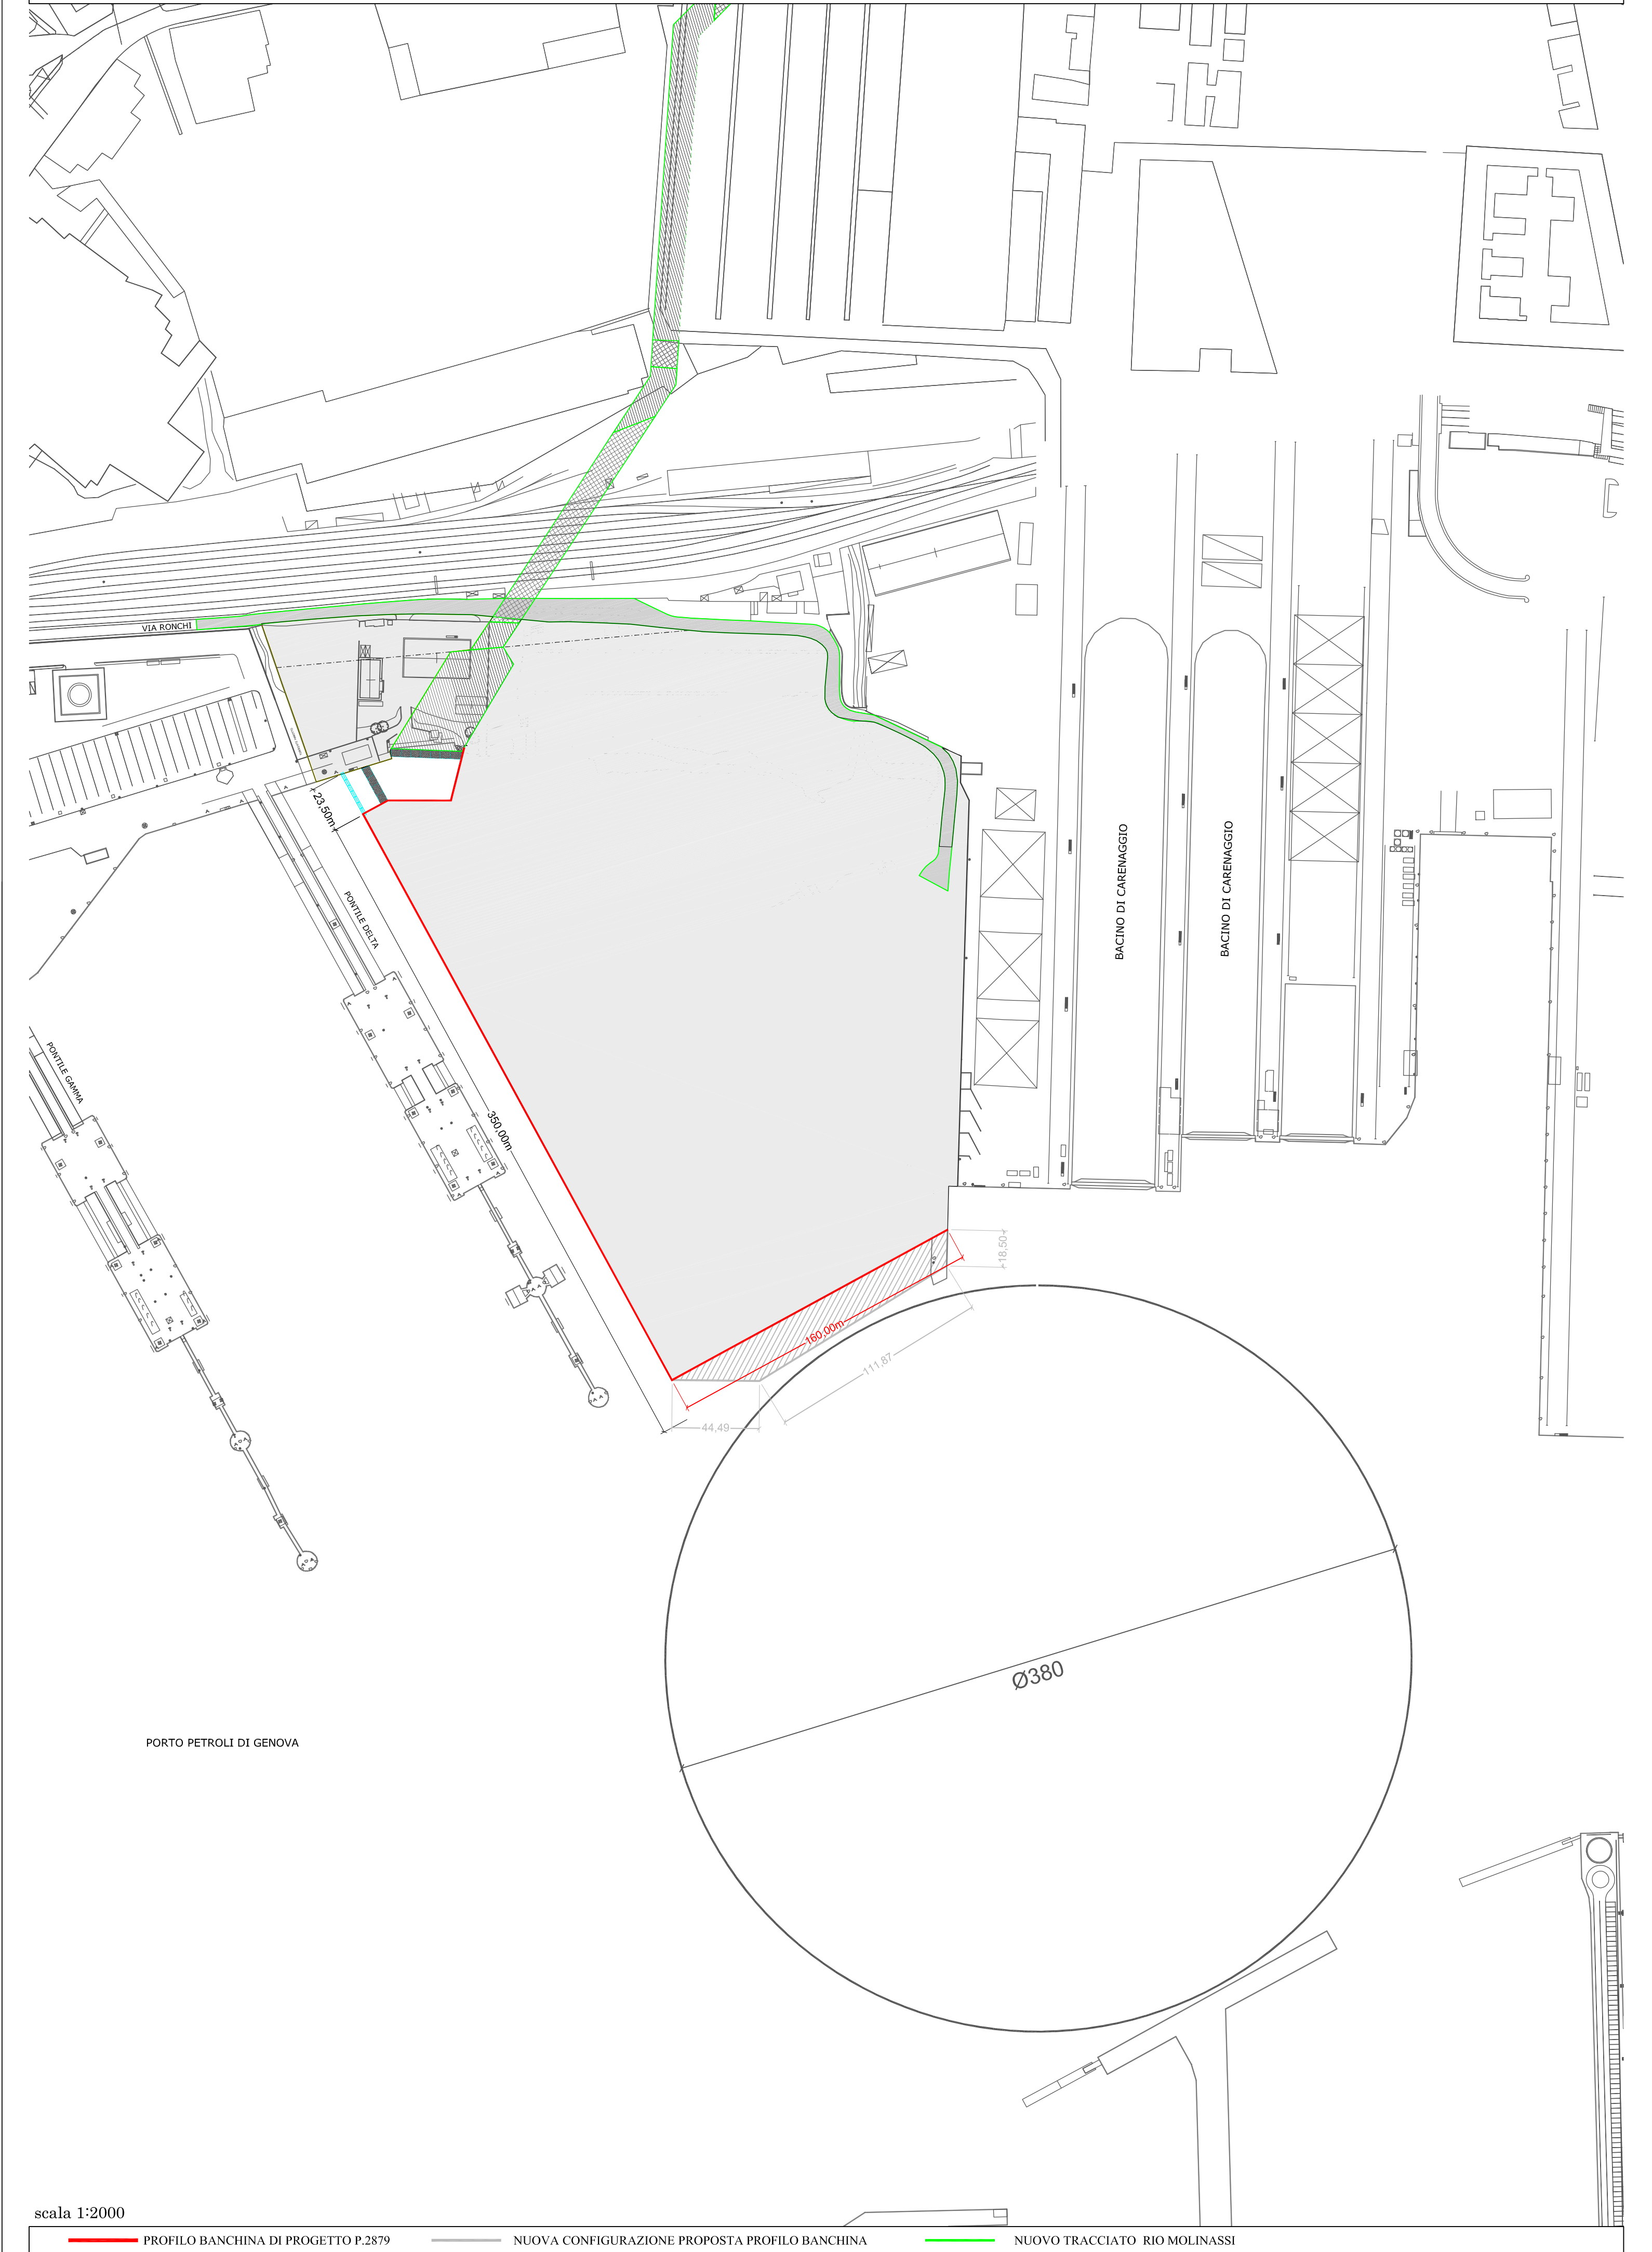 VIA RONCHI
23,50m
PONTILE DELTA
BACINO DI CARENAGGIO
BACINO DI CARENAGGIO
PONTILE GAMMA
350,00m
18,50
160,00m
111,87
44,49
Ø380
PORTO PETROLI DI GENOVA
scala 1:2000
PROFILO BANCHINA DI PROGETTO P.2879
NUOVA CONFIGURAZIONE PROPOSTA PROFILO BANCHINA
NUOVO TRACCIATO RIO MOLINASSI